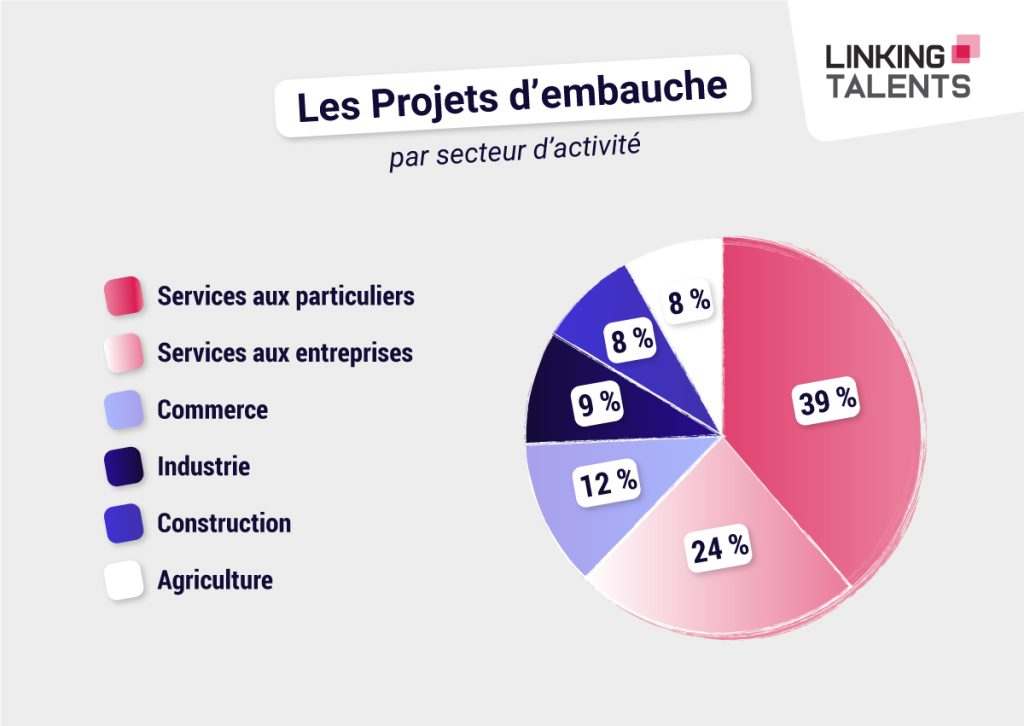 LINKING
TALENTS
Les Projets d’embauche
par secteur d’activité
Services aux particuliers
Services aux entreprises
Commerce
Industrie
Construction
Agriculture
8 %
8 %
39 %
9 %
12 %
24 %